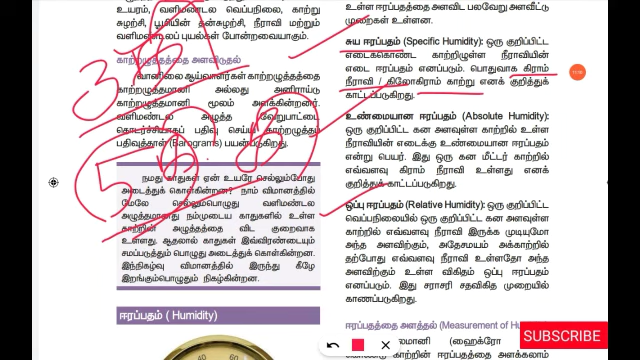 உயரம், வளிமண்டல வெப்பநிலை, காற்று
சுழற்சி, பூமியின் தன்சுழற்சி, நீராவி மற்றும்
வளிமண்டலப் புயல்கள் போன்றவையாகும்.
காற்றழுத்தத்தை அளவிடுதல்
வானிலை ஆய்வாளர்கள் காற்றழுத்தத்தை
காற்றழுத்தமானி அல்லது அனிராய்டு
காற்றழுத்தமானி மூலம் அளக்கின்றனர்.
வளிமண்டல அழுத்த வேறுபாட்டை
தொடர்ச்சியாகப் பதிவு செய்ய காற்றழுத்தம்
பதிவுத்தாள் (Barograms) பயன்படுகிறது.
நமது காதுகள் ஏன் உயரே செல்லும்போது
அடைத்துக் கொள்கின்றன? நாம் விமானத்தில்
மேலே செல்லும்பொழுது வளிமண்டல
அழுத்தமானது நம்முடைய காதுகளில் உள்ள
காற்றின் அழுத்தத்தை விட குறைவாக
உள்ளது. ஆதலால் காதுகள் இவ்விரண்டையும்
சமப்படுத்தும் பொழுது அடைத்துக் கொள்கின்றன.
இந்நிகழ்வு விமானத்தில் இருந்து கீழே
இறங்கும்பொழுதும் நிகழ்கின்றன.
ஈரப்பதம் (Humidity)
40 60
உள்ள ஈரப்பதத்தை அளவிட பலவேறு அளவீட்டு
முறைகள் உள்ளன.
சுய ஈரப்பதம் (Specific Humidity): ஒரு குறிப்பிட்ட
எடைக்கொண்ட காற்றிழுள்ள நீராவியின்
எடை ஈரப்பதம் எனப்படும். பொதுவாக கிராம்
நீராவி / கிலோகிராம் காற்று எனக் குறித்துக்
காட்டப்படுகிறது.
உண்மையான ஈரப்பதம் (Absolute Humidity):
ஒரு குறிப்பிட்ட கன அளவுள்ள காற்றில் உள்ள
நீராவியின் எடைக்கு உண்மையான ஈரப்பதம்
என்று பெயர். இது ஒரு கன மீட்டர் காற்றில்
எவ்வளவு கிராம் நீராவி உள்ளது எனக்
குறித்துக் காட்டப்படுகிறது.
ஒப்பு ஈரப்பதம் (Relative Humidity): ஒரு குறிப்பிட்ட
வெப்பநிலையில் ஒரு குறிப்பிட்ட கன அளவுள்ள
காற்றில் எவ்வளவு நீராவி இருக்க முடியுமோ
அந்த அளவிற்கும், அதேசமயம் அக்காற்றில்
தற்போது எவ்வளவு நீராவி உள்ளதோ அந்த
அளவிற்கும் உள்ள விகிதம் ஒப்பு ஈரப்பதம்
எனப்படும். இது சராசரி சதவிகித முறையில்
காணப்படுகிறது.
ஈரப்பதத்தை அளத்தல் (Measurement of Hu
SUBSCRIBE
காற்றின் ஈரப்பதத்தை அளக்கலாம்